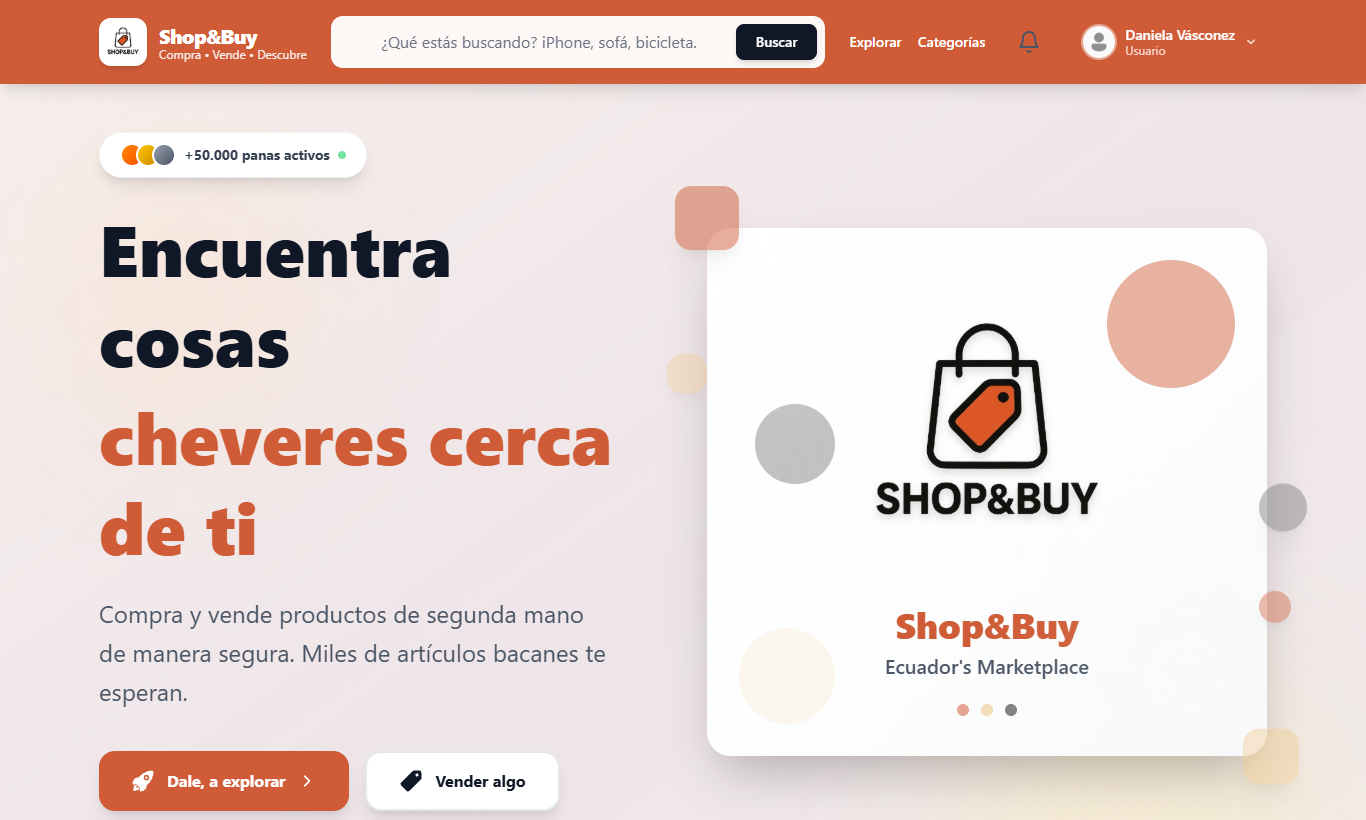 SHOP&BUY
Shop&Buy
Compra • Vende • Descubre
¿Qué estás buscando? iPhone, sofá, bicicleta.
Buscar
Explorar
Categorías
Daniela Vásconez
Usuario
+50.000 panas activos
Encuentra
cosas
cheveres cerca
de ti
Compra y vende productos de segunda mano
de manera segura. Miles de artículos bacanes te
esperan.
Dale, a explorar
Vender algo
SHOP&BUY
Shop&Buy
Ecuador's Marketplace